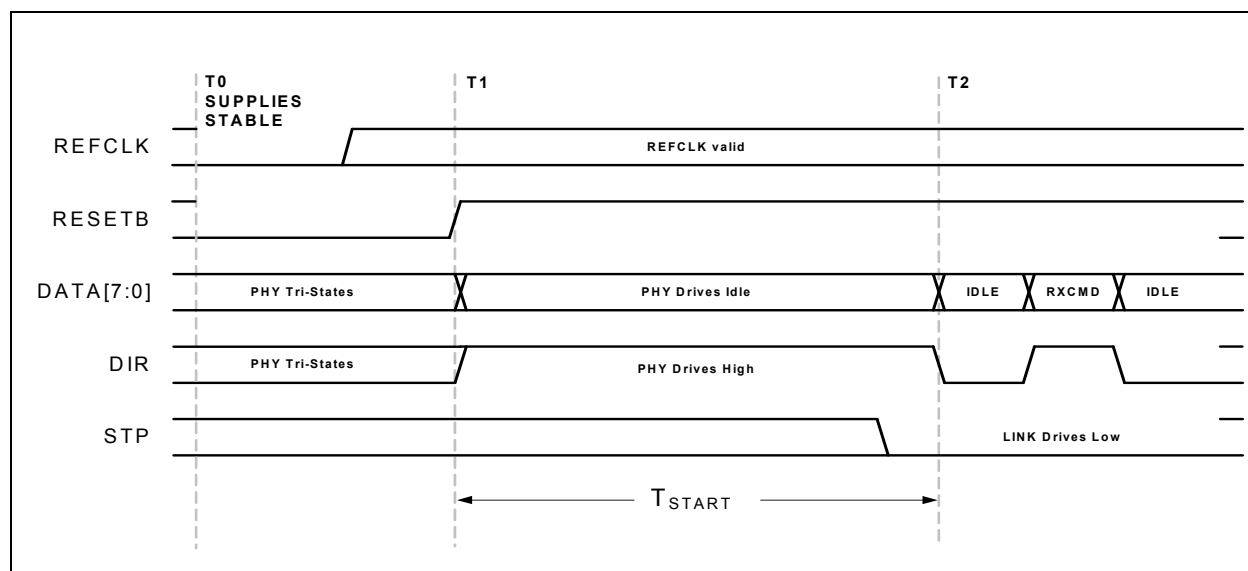 T0
SUPPLIES
STABLE
T1
T2
REFCLK
REFCLK valid
RESETB
DATA[7:0]
PHY Tri-States
PHY Drives Idle
IDLE
RXCMD
IDLE
DIR
PHY Tri-States
PHY Drives High
STP
LINK Drives Low
TSTART